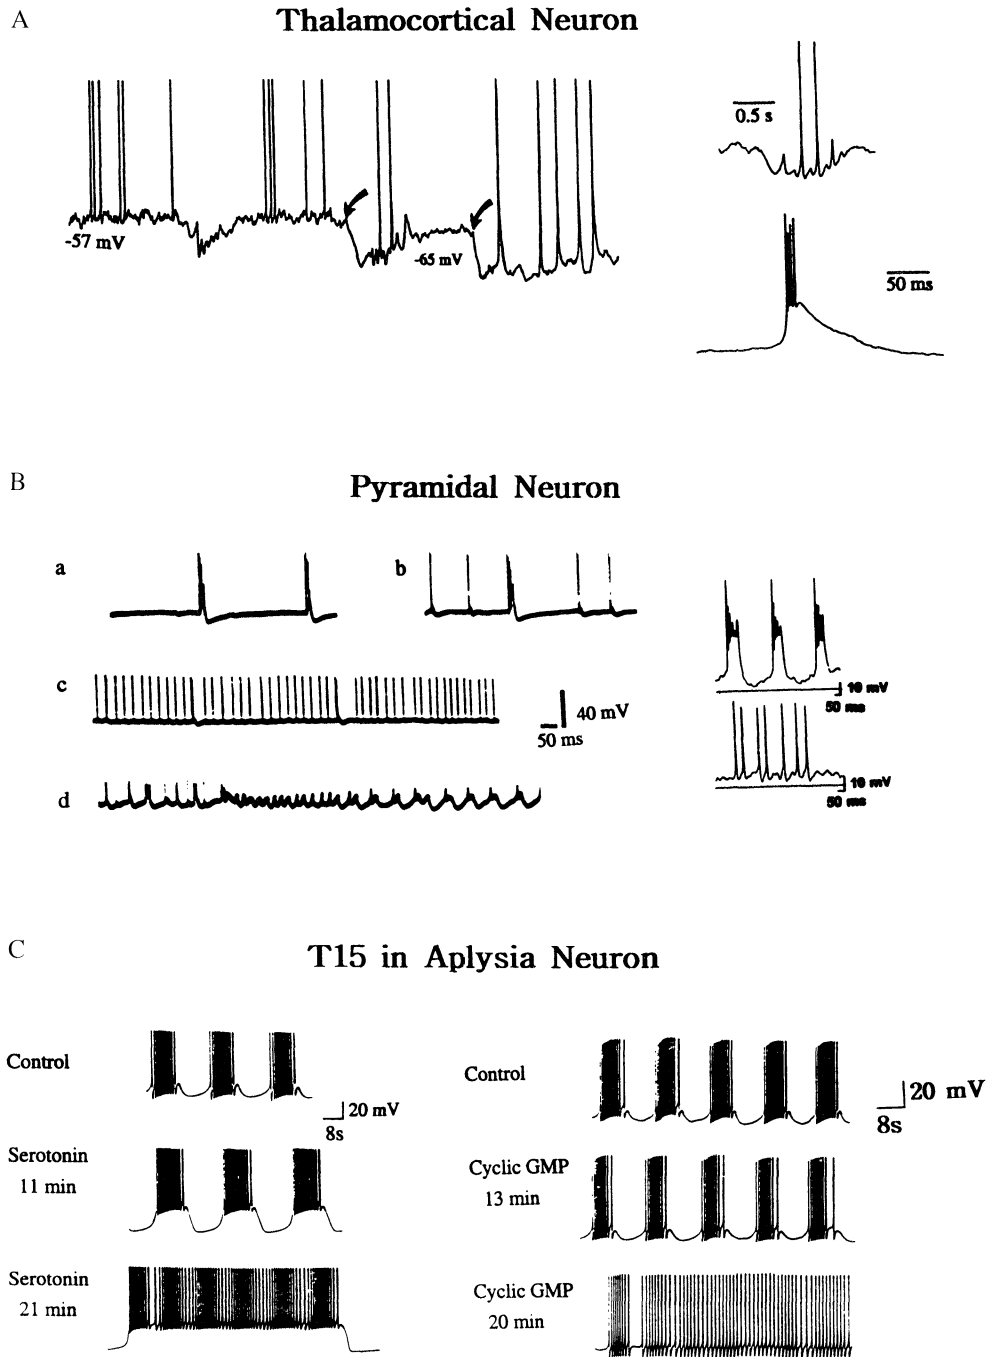 A
Thalamocortical Neuron
0.5 s
-57 mV
-65 mV
50 ms
B
Pyramidal Neuron
a
b
c
40 mV
50 ms
d
10 mV
50 ms
10 mV
50 ms
C
T15 in Aplysia Neuron
Control
20 mV
8s
Serotonin
11 min
Serotonin
21 min
Control
20 mV
8s
Cyclic GMP
13 min
Cyclic GMP
20 min